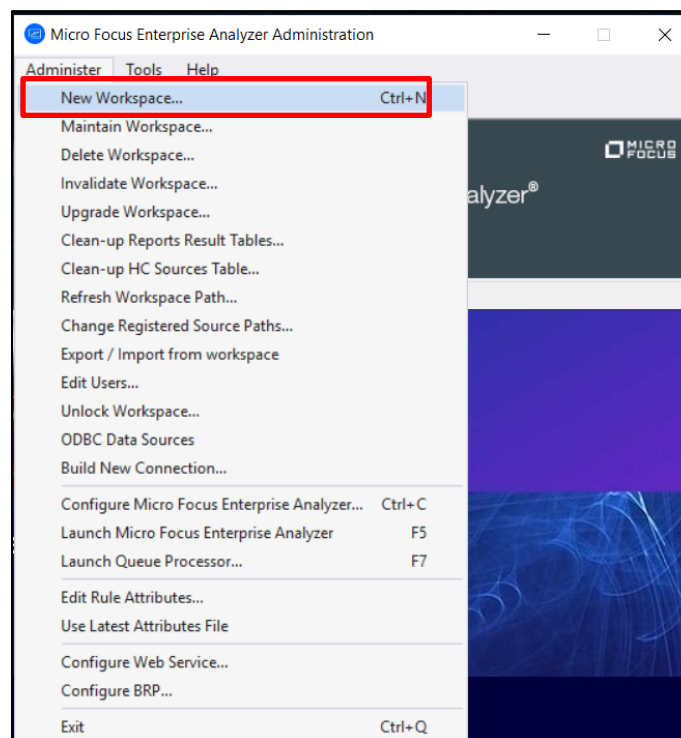 Micro Focus Enterprise Analyzer Administration
Administer Tools Help
New Workspace... Ctrl+N
Maintain Workspace...
Delete Workspace...
Invalidate Workspace...
Upgrade Workspace...
Clean-up Reports Result Tables...
Clean-up HC Sources Table...
Refresh Workspace Path...
Change Registered Source Paths...
Export / Import from workspace
Edit Users...
Unlock Workspace...
ODBC Data Sources
Build New Connection...
Configure Micro Focus Enterprise Analyzer... Ctrl+C
Launch Micro Focus Enterprise Analyzer F5
Launch Queue Processor... F7
Edit Rule Attributes...
Use Latest Attributes File
Configure Web Service...
Configure BRP...
Exit Ctrl+Q
MICRO
FOCUS
alyzer®